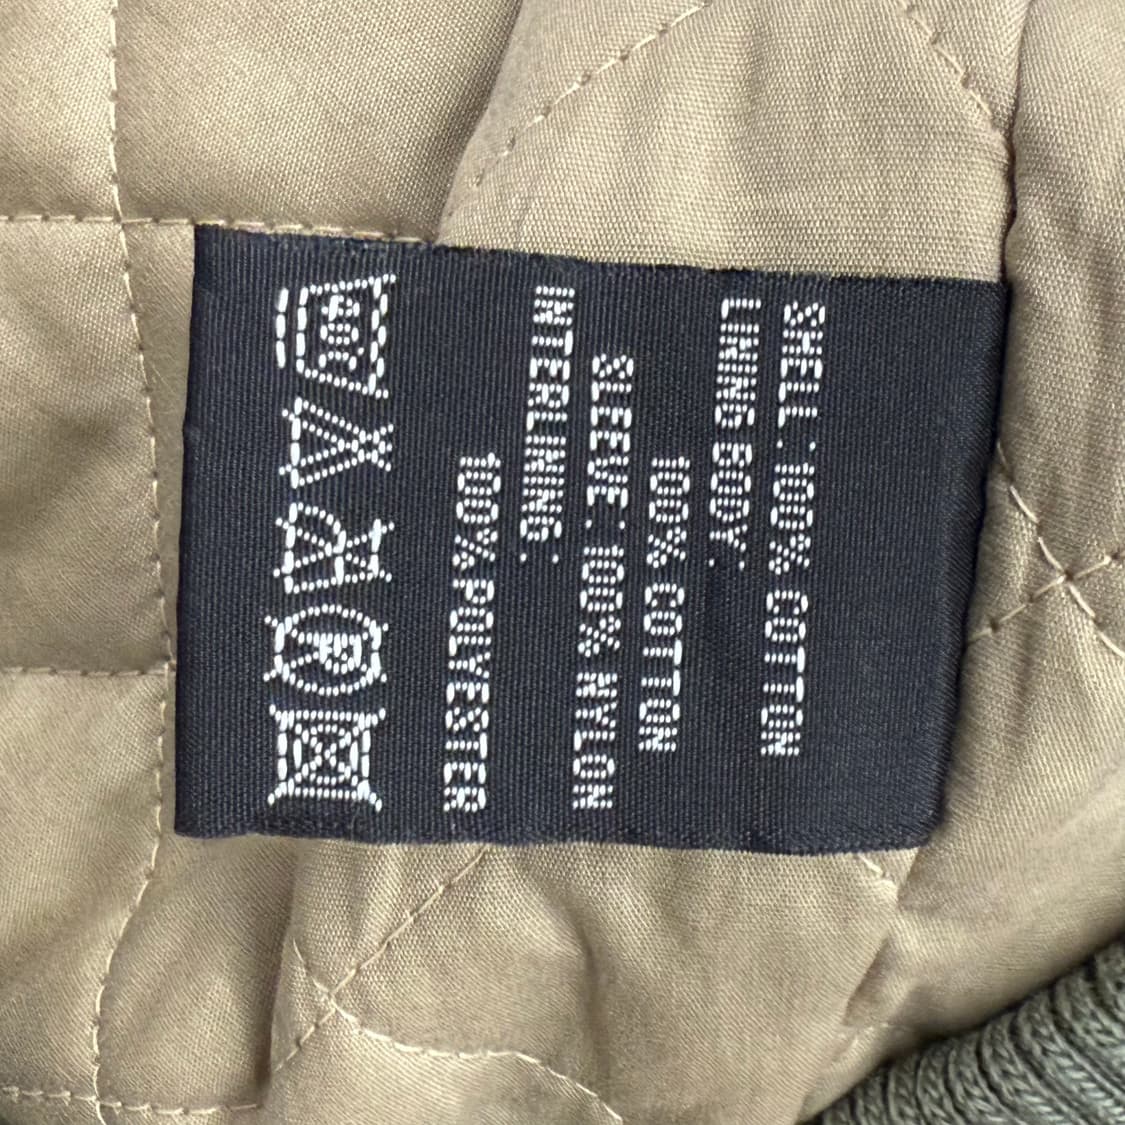 SHELL: 100% COTTON
LINING BODY:
100% COTTON
SLEEVE: 100% NYLON
INTERLINING:
100%POLYESTER